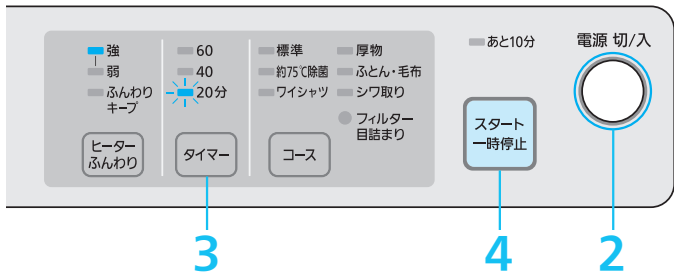 強
弱
ふんわり
キープ
ヒーター
ふんわり
60
40
20分
タイマー
標準
約75℃除菌
ワイシャツ
厚物
ふとん・毛布
シワ取り
フィルター
目詰まり
コース
あと10分
スタート
一時停止
電源 切/入
3
4
2